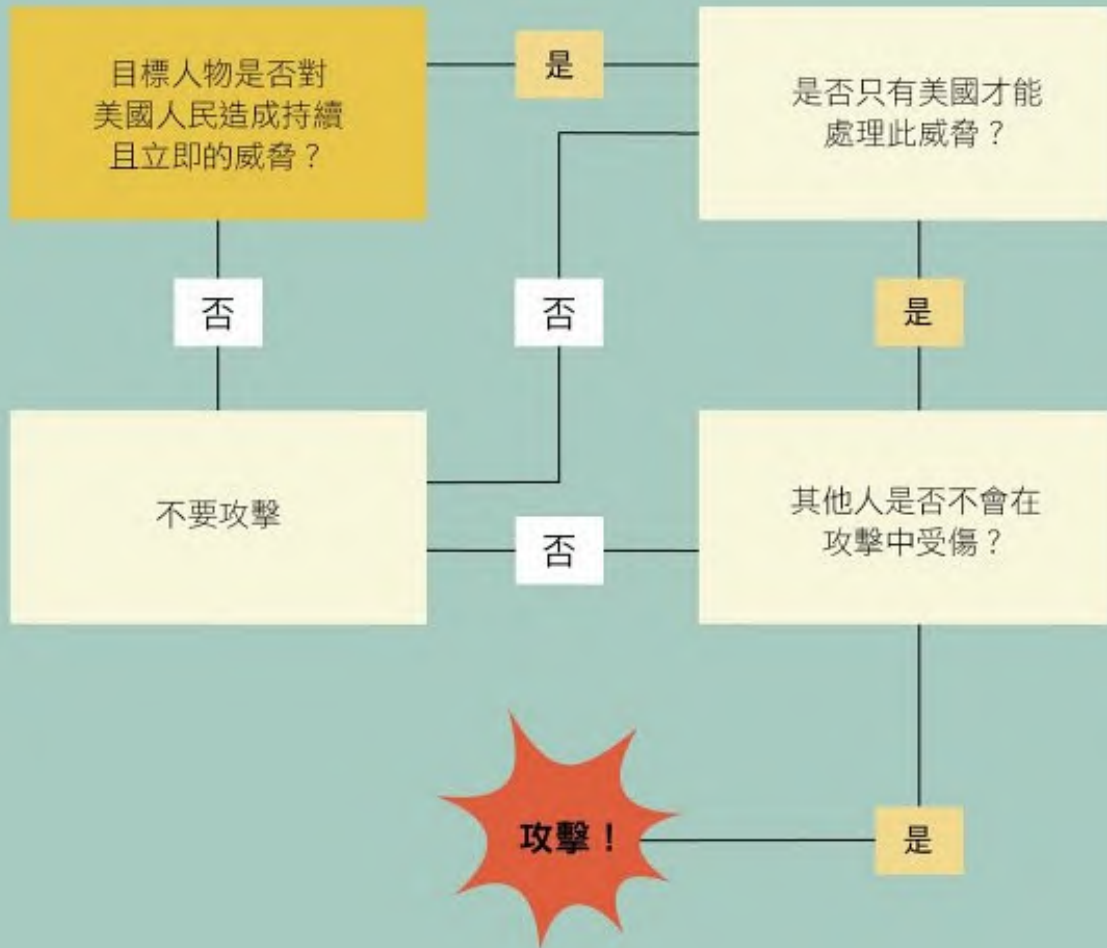 目標人物是否對
美國人民造成持續
且立即的威脅？
是
是否只有美國才能
處理此威脅？
否
否
是
不要攻擊
否
其他人是否不會在
攻擊中受傷？
攻擊！
是